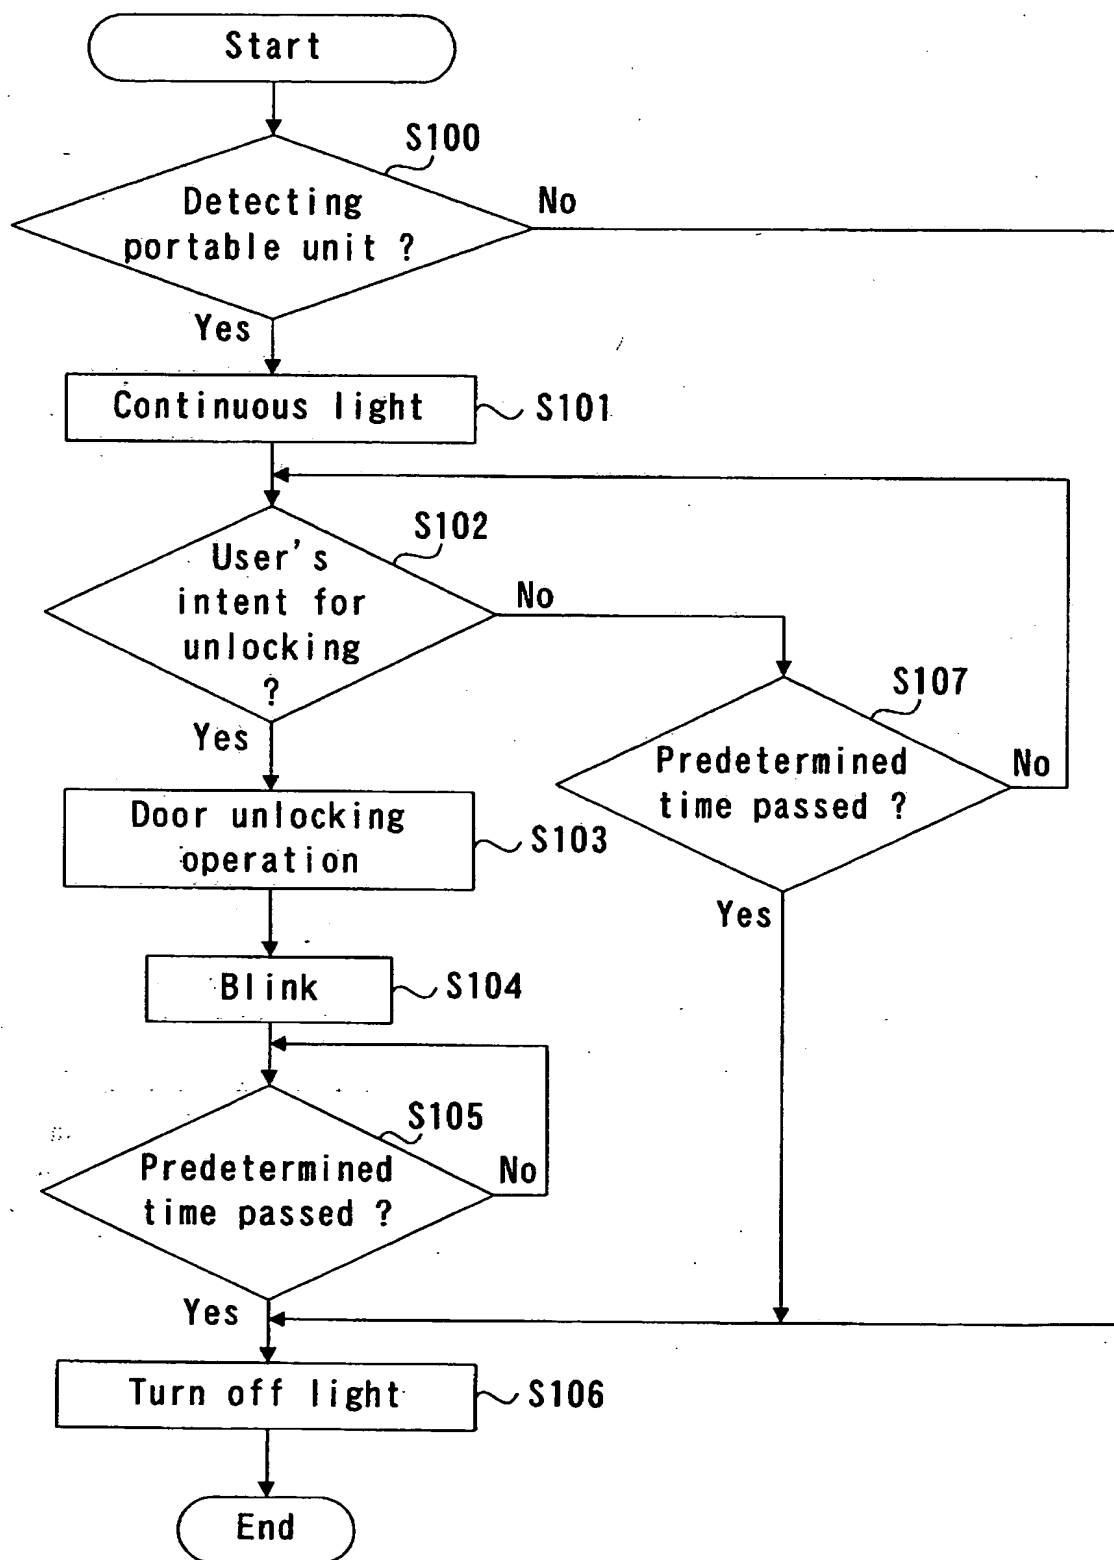 Start
S100
Detecting
portable unit ?
No
Yes
Continuous light
S101
S102
User's
intent for
unlocking
?
No
Yes
S107
Predetermined
time passed ?
No
Yes
Door unlocking
operation
S103
Blink
S104
S105
Predetermined
time passed ?
No
Yes
Turn off light
S106
End